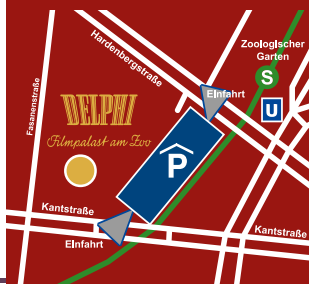 Hardenbergstraße
Zoologischer
Garten
S
Fasanenstraße
EInfahrt
DELPHI
U
Filmpalast am Zoo
P
Kantstraße
Kantstraße
EInfahrt